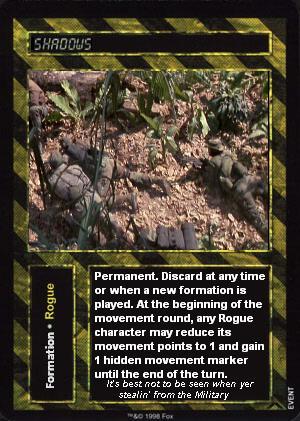 SHADOWS
Formation • Rogue
Permanent. Discard at any time
or when a new formation is
played. At the beginning of the
movement round, any Rogue
character may reduce its
movement points to 1 and gain
1 hidden movement marker
until the end of the turn.
It's best not to be seen when yer
stealin' from the Military
EVENT
™&© 1998 Fox